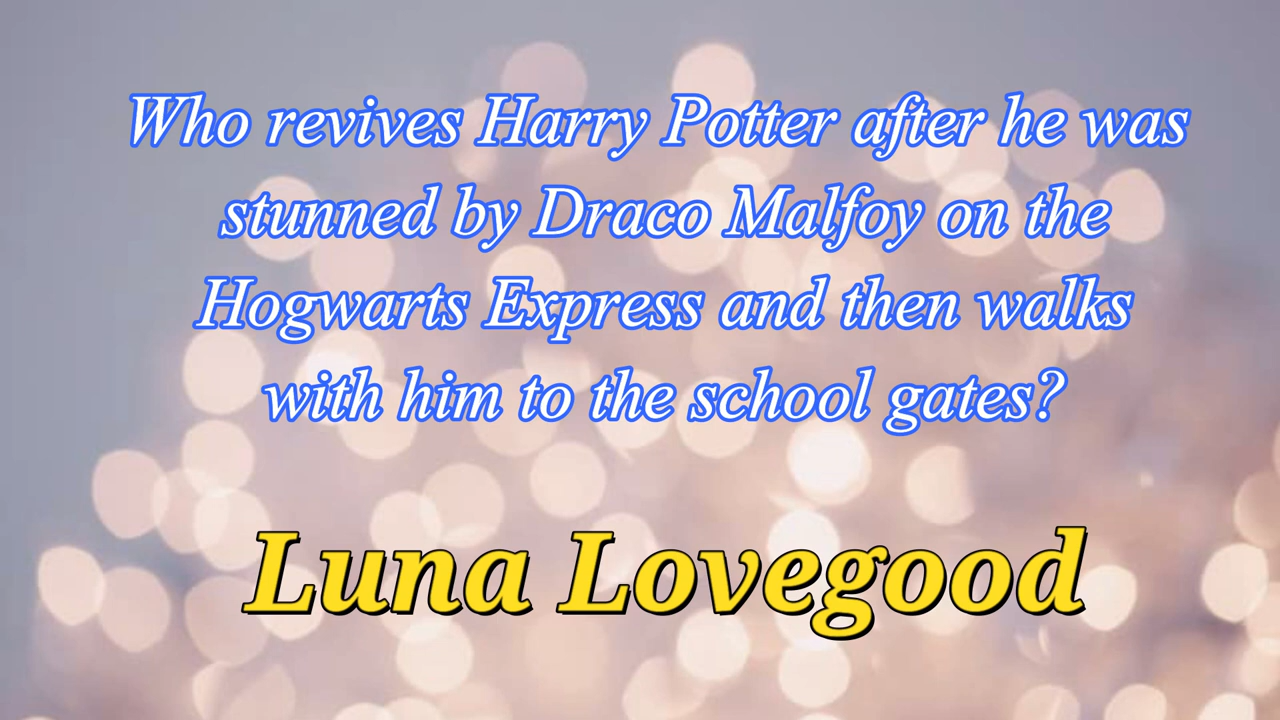 Who revives Harry Potter after he was
stunned by Draco Malfoy on the
Hogwarts Express and then walks
with him to the school gates?
Luna Lovegood